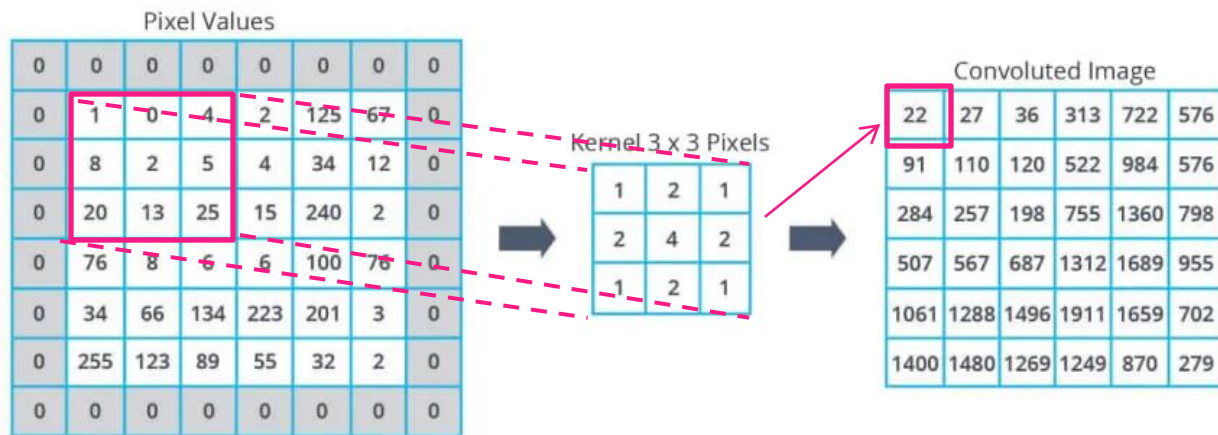 Pixel Values
0 0 0 0 0 0 0 0
0 1 0 4 2 125 67 0
0 8 2 5 4 34 12 0
0 20 13 25 15 240 2 0
0 76 8 6 6 100 76 0
0 34 66 134 223 201 3 0
0 255 123 89 55 32 2 0
0 0 0 0 0 0 0 0
Kernel 3 x 3 Pixels
1 2 1
2 4 2
1 2 1
Convoluted Image
22 27 36 313 722 576
91 110 120 522 984 576
284 257 198 755 1360 798
507 567 687 1312 1689 955
1061 1288 1496 1911 1659 702
1400 1480 1269 1249 870 279